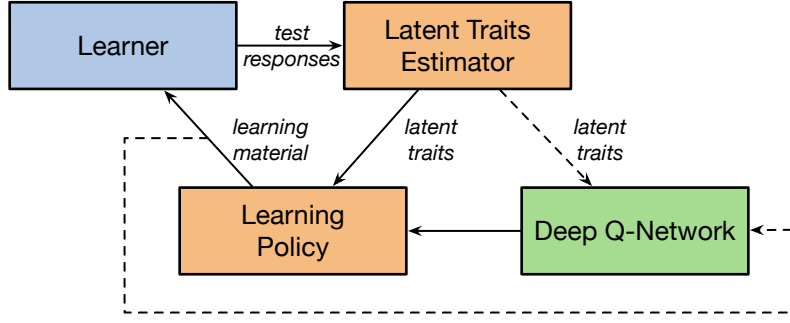 Learner
test
responses
Latent Traits
Estimator
learning
material
latent
traits
latent
traits
Learning
Policy
Deep Q-Network